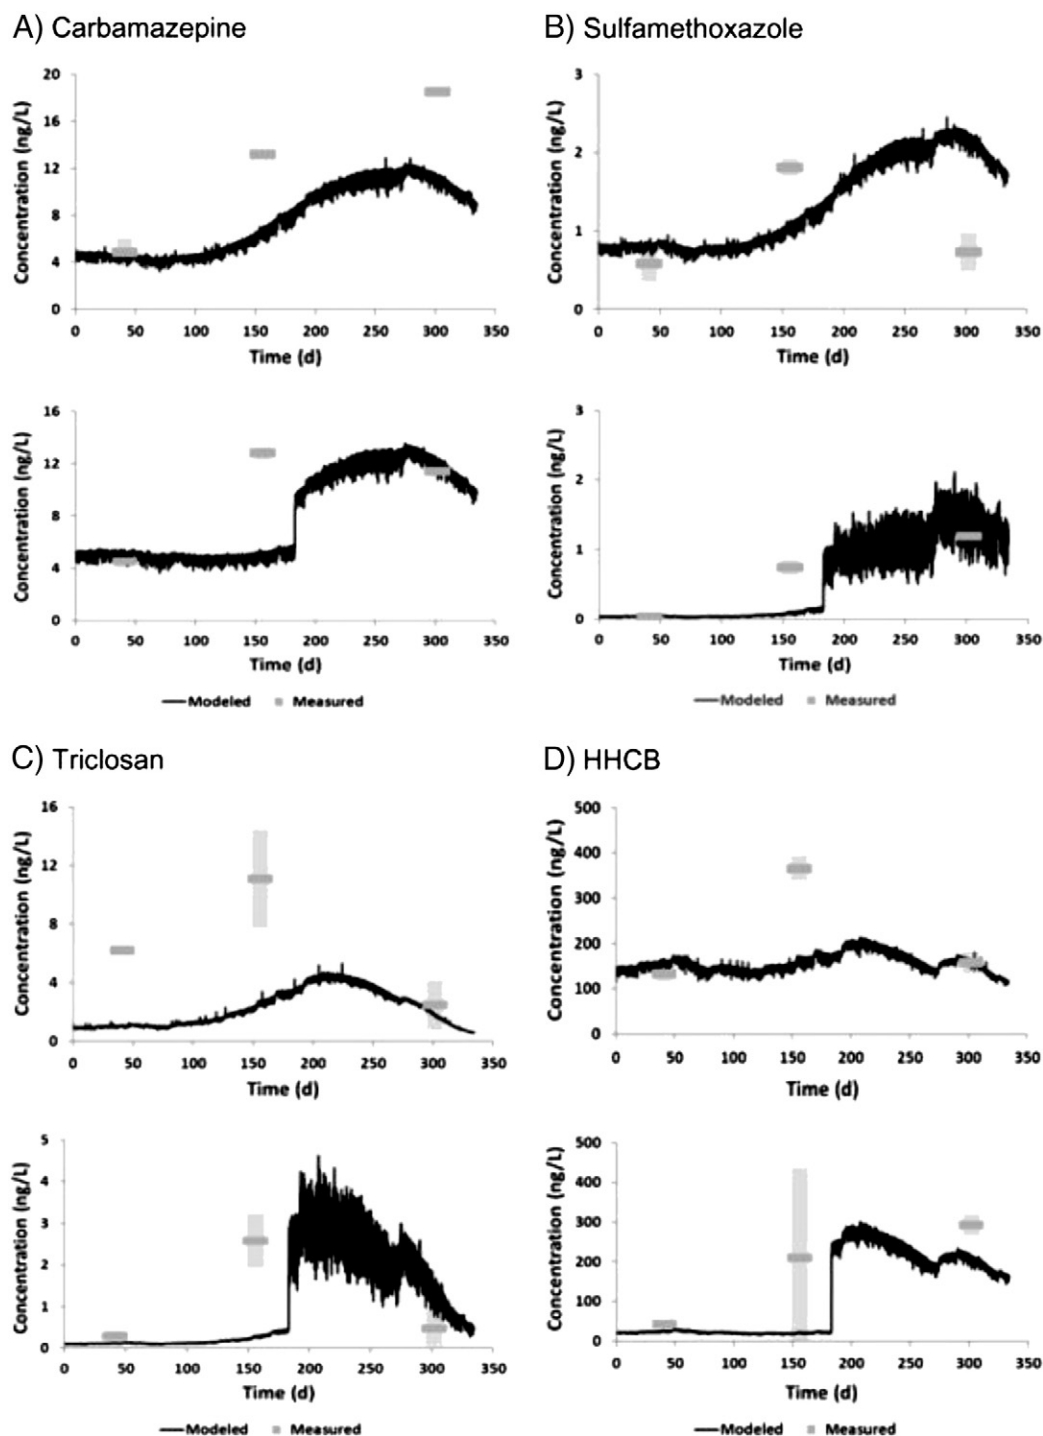 A) Carbamazepine
B) Sulfamethoxazole
Concentration (ng/L)
20
16
12
8
4
0
0 50 100 150 200 250 300 350
Time (d)
Concentration (ng/L)
3
2
1
0
0 50 100 150 200 250 300 350
Time (d)
Concentration (ng/L)
16
12
8
4
0
0 50 100 150 200 250 300 350
Time (d)
Modeled Measured
Concentration (ng/L)
3
2
1
0
0 50 100 150 200 250 300 350
Time (d)
Modeled Measured
C) Triclosan
D) HHCB
Concentration (ng/L)
16
12
8
4
0
0 50 100 150 200 250 300 350
Time (d)
Concentration (ng/L)
500
400
300
200
100
0
0 50 100 150 200 250 300 350
Time (d)
Concentration (ng/L)
5
4
3
2
1
0
0 50 100 150 200 250 300 350
Time (d)
Modeled Measured
Concentration (ng/L)
500
400
300
200
100
0
0 50 100 150 200 250 300 350
Time (d)
Modeled Measured